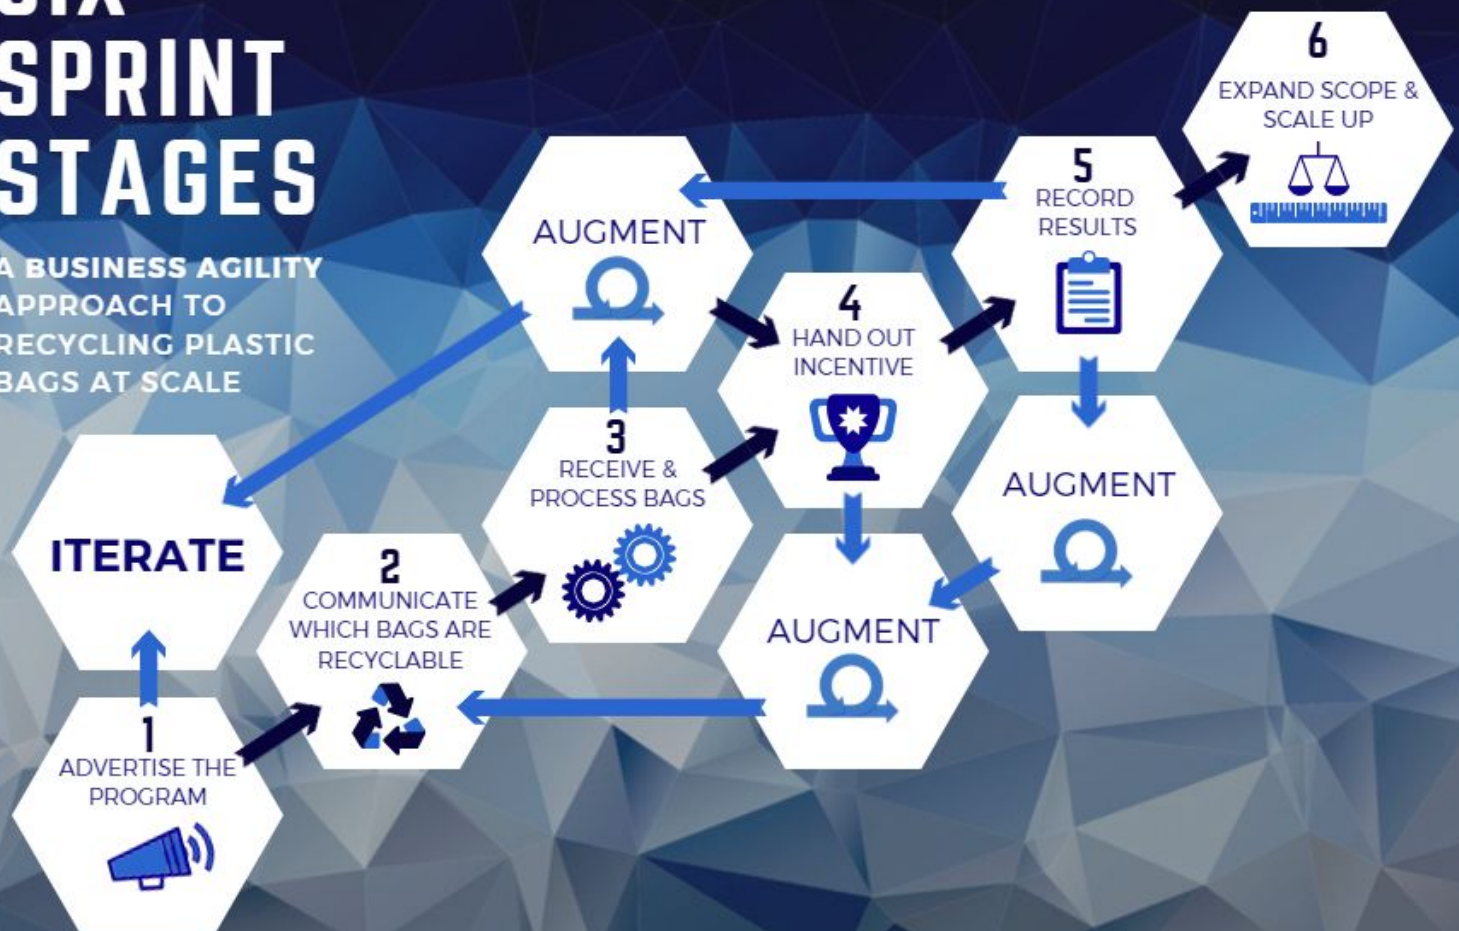 SIX
SPRINT
STAGES
A BUSINESS AGILITY
APPROACH TO
RECYCLING PLASTIC
BAGS AT SCALE
ITERATE
1
ADVERTISE THE
PROGRAM
2
COMMUNICATE
WHICH BAGS ARE
RECYCLABLE
3
RECEIVE &
PROCESS BAGS
AUGMENT
4
HAND OUT
INCENTIVE
AUGMENT
5
RECORD
RESULTS
AUGMENT
6
EXPAND SCOPE &
SCALE UP